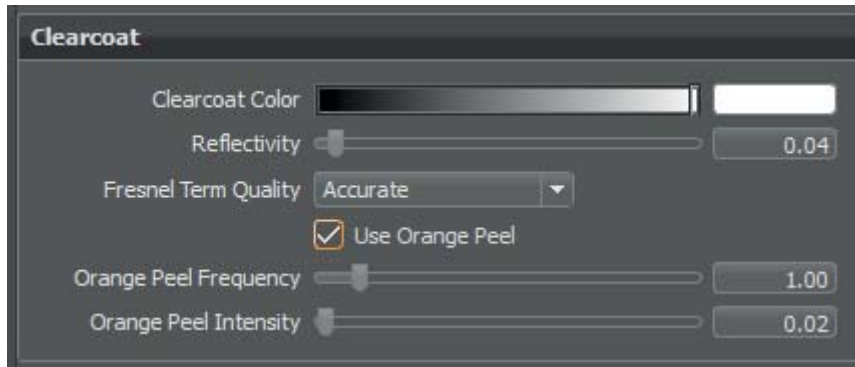 Clearcoat
Clearcoat Color
Reflectivity 0.04
Fresnel Term Quality Accurate
Use Orange Peel
Orange Peel Frequency 1.00
Orange Peel Intensity 0.02